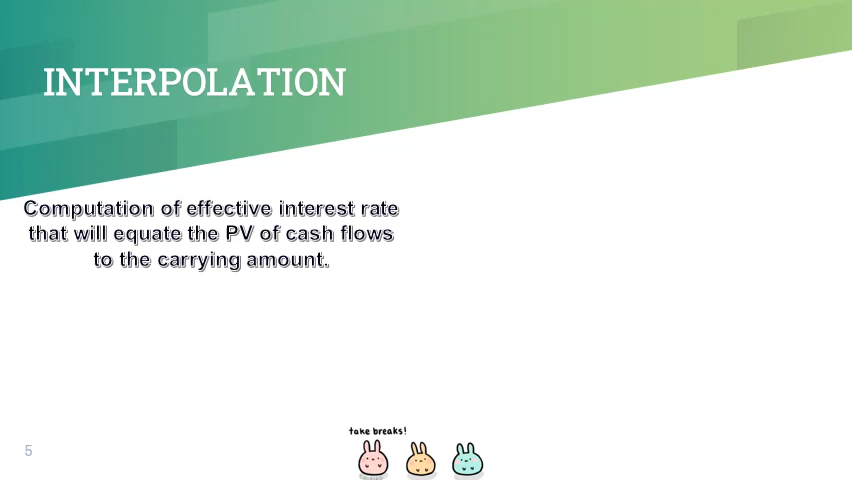 INTERPOLATION
Computation of effective interest rate
that will equate the PV of cash flows
to the carrying amount.
take breaks!
5